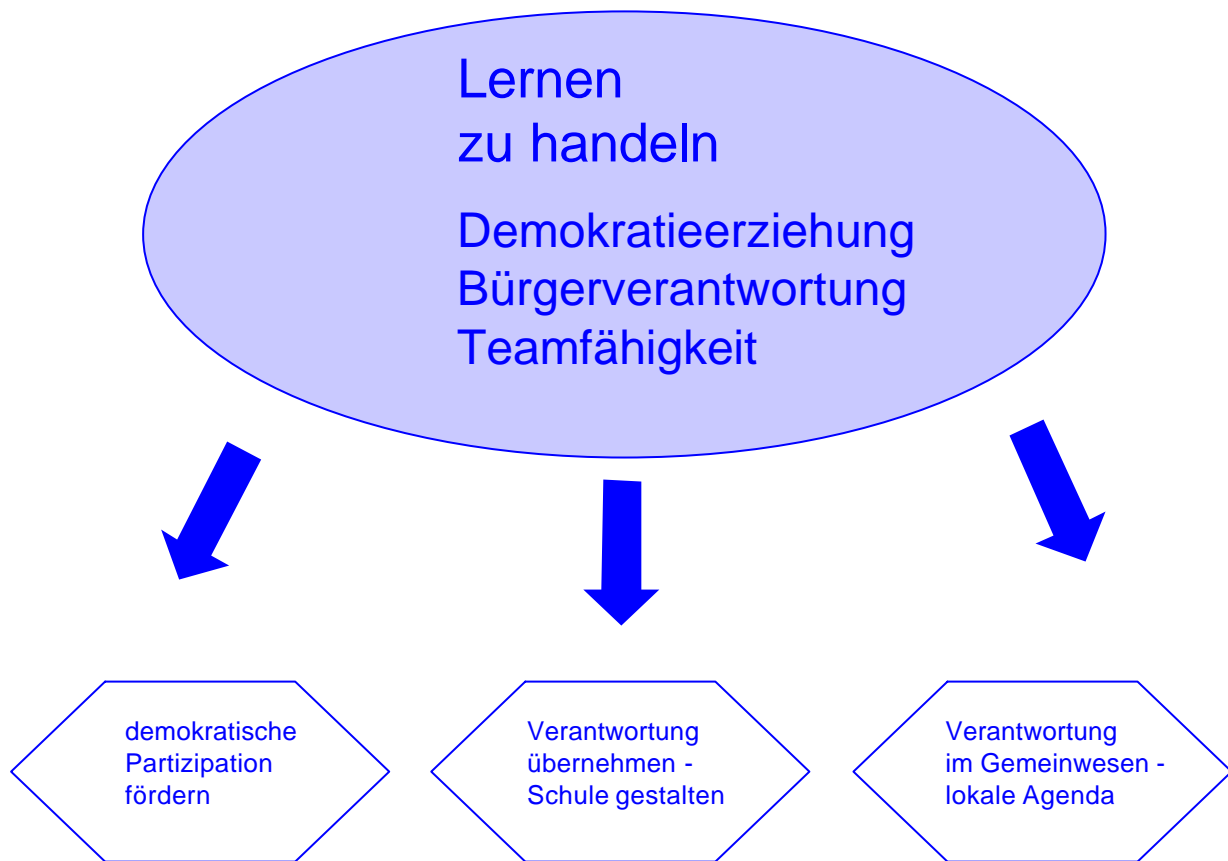 Lernen
zu handeln
Demokratieerziehung
Bürgerverantwortung
Teamfähigkeit
demokratische
Partizipation
fördern
Verantwortung
übernehmen -
Schule gestalten
Verantwortung
im Gemeinwesen -
lokale Agenda